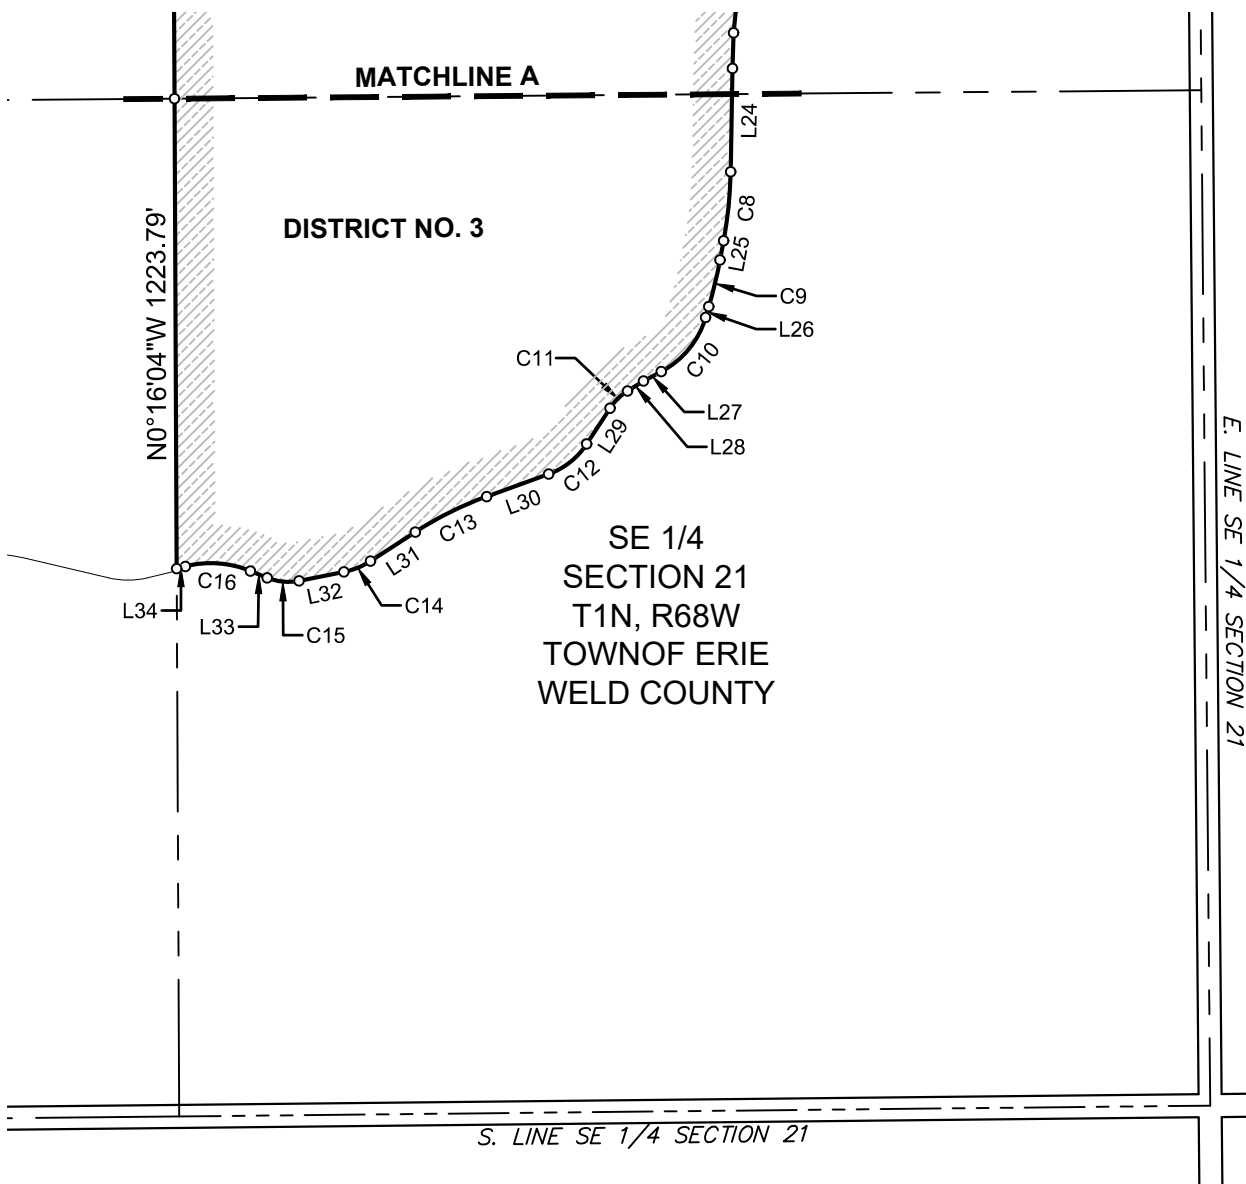 MATCHLINE A
L24
DISTRICT NO. 3
C8
N0°16'04"W 1223.79'
L25
C9
L26
C11
C10
L27
L29
L28
C12
L30
C13
E. LINE SE 1/4 SECTION 21
SE 1/4
SECTION 21
T1N, R68W
TOWNOF ERIE
WELD COUNTY
L31
C16
L32
L34
C14
L33
C15
S. LINE SE 1/4 SECTION 21